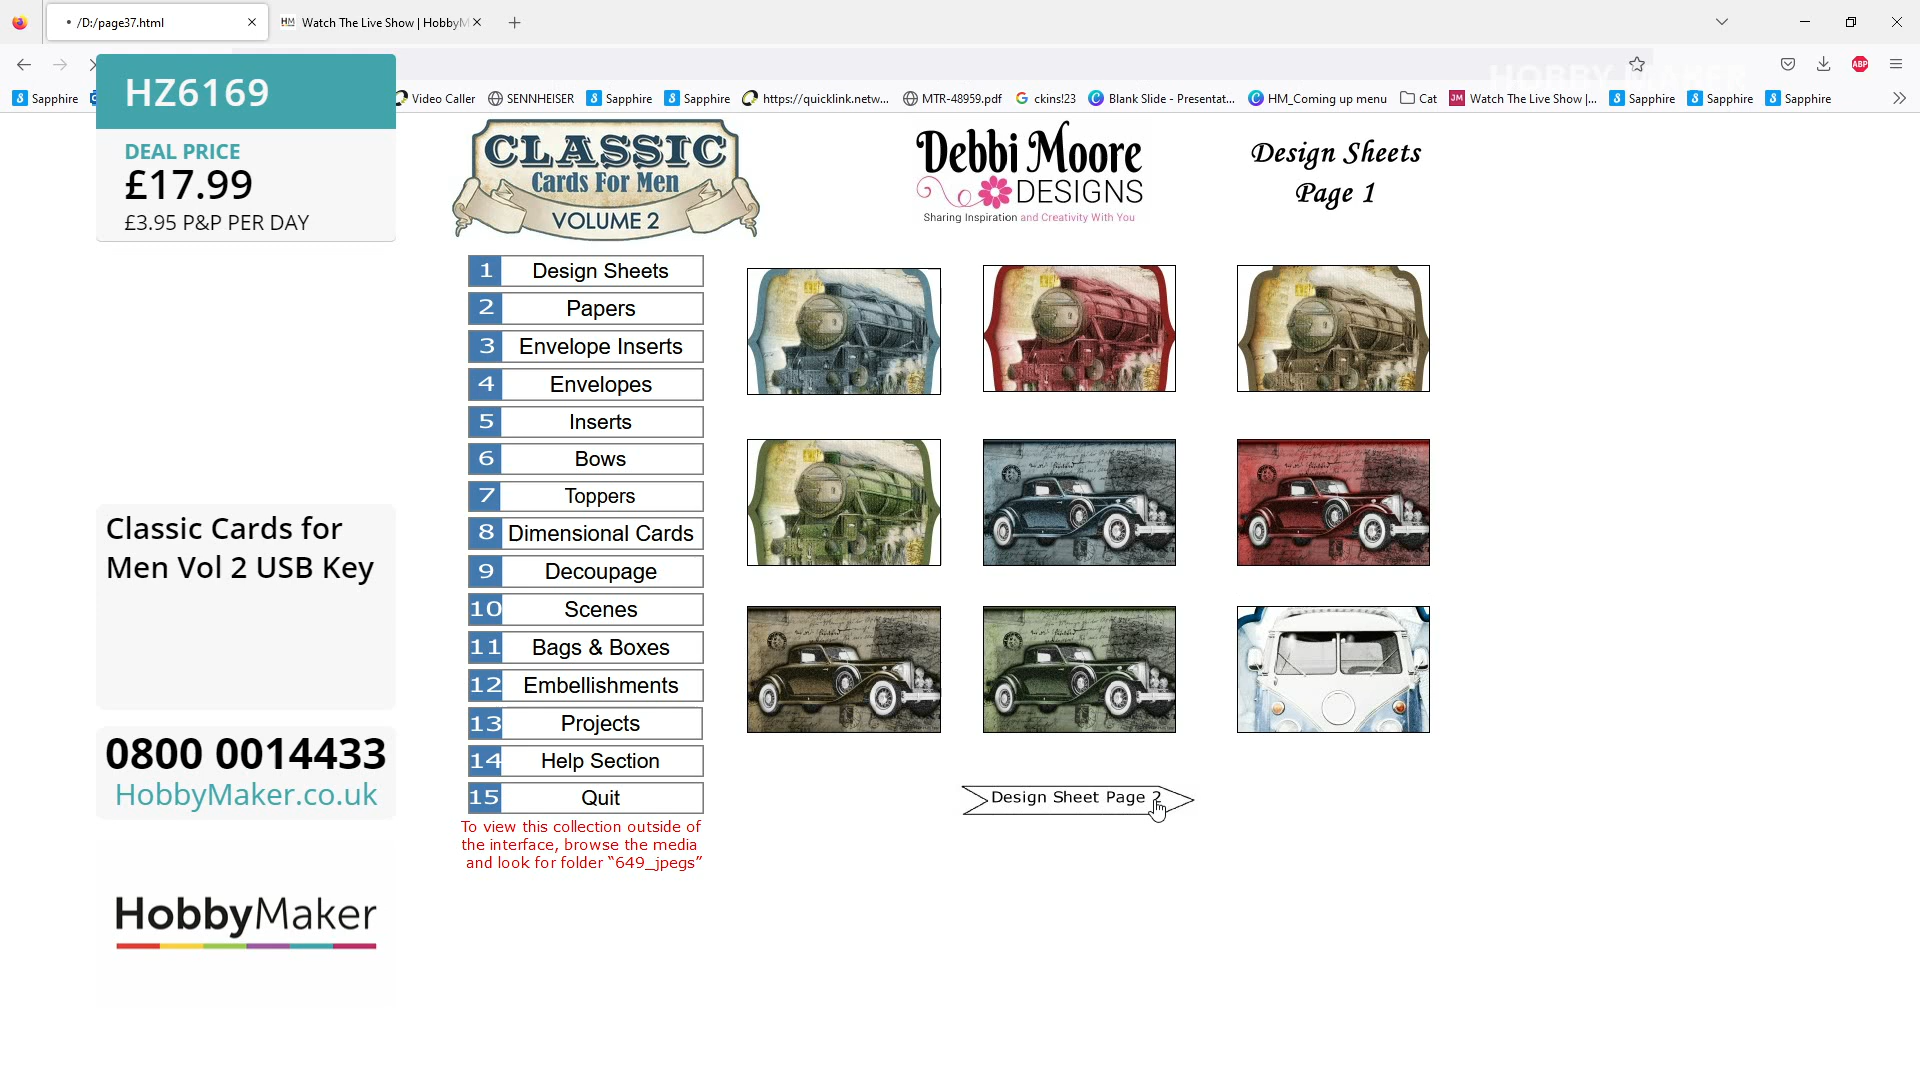 /D:/page37.html
HM Watch The Live Show | HobbyM
HZ6169
HOBBY MAKER
Sapphire
Video Caller
SENNHEISER
Sapphire
Sapphire
https://quicklink.netw...
MTR-48959.pdf
ckins!23
Blank Slide - Presentat...
HM_Coming up menu
Cat
JM Watch The Live Show |...
Sapphire
Sapphire
Sapphire
ABP
DEAL PRICE
£17.99
£3.95 P&P PER DAY
CLASSIC
Cards For Men
VOLUME 2
Debbi Moore
DESIGNS
Sharing Inspiration and Creativity With You
Design Sheets
Page 1
1 Design Sheets
2 Papers
3 Envelope Inserts
4 Envelopes
5 Inserts
6 Bows
7 Toppers
8 Dimensional Cards
9 Decoupage
10 Scenes
11 Bags & Boxes
12 Embellishments
13 Projects
14 Help Section
15 Quit
To view this collection outside of
the interface, browse the media
and look for folder “649_jpegs”
Design Sheet Page 2
Classic Cards for
Men Vol 2 USB Key
0800 0014433
HobbyMaker.co.uk
HobbyMaker